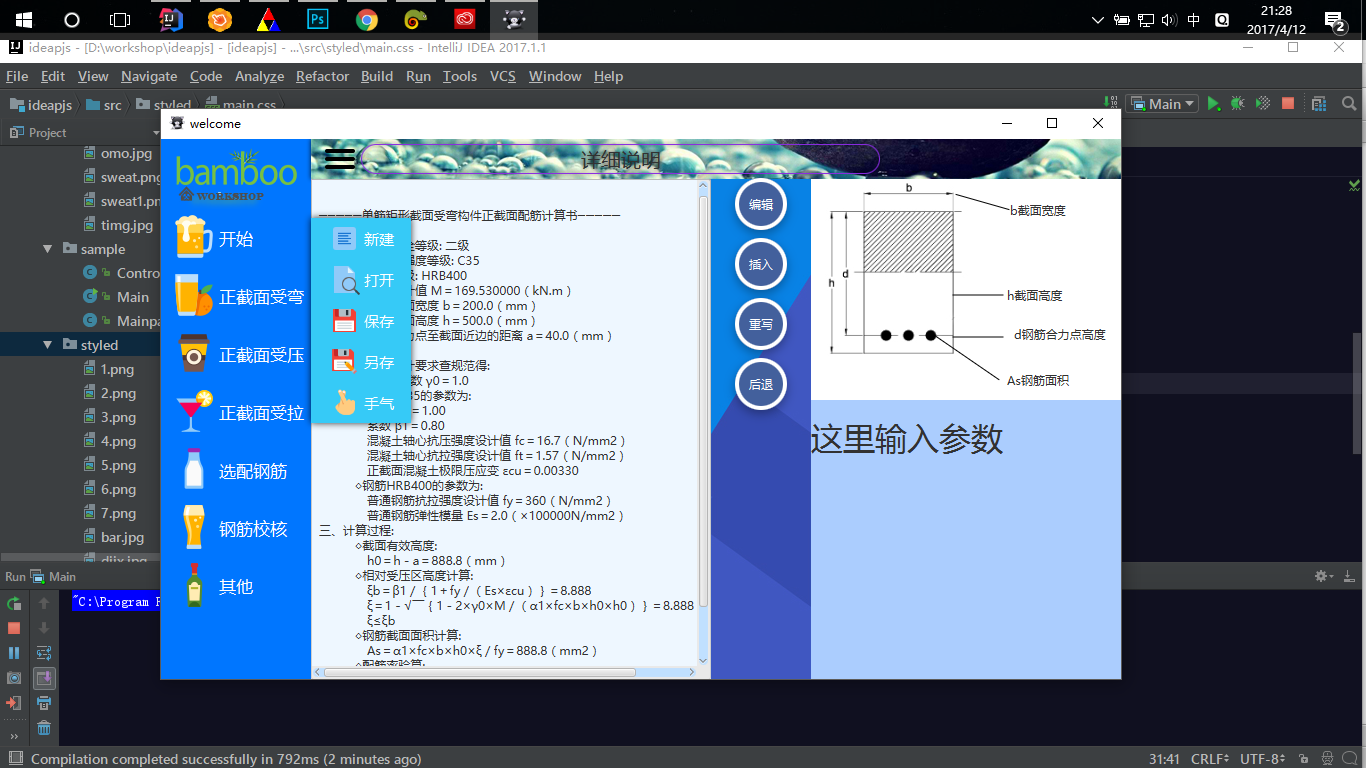 21:28
中
2017/4/12
2
ideapjs - [D:\workshop\ideapjs] - [ideapjs] - ...\src\styled\main.css - IntelliJ IDEA 2017.1.1
File Edit View Navigate Code Analyze Refactor Build Run Tools VCS Window Help
ideapjs src styled main.css
Main
Project
omo.jpg
sweat.png
sweat1.pn
timg.jpg
sample
Contro
Main
Mainpa
styled
1.png
2.png
3.png
4.png
5.png
6.png
7.png
bar.jpg
Run Main
"C:\Program F
welcome
bamboo
WORKSHOP
开始
正截面受弯
正截面受压
正截面受拉
选配钢筋
钢筋校核
其他
详细说明
新建
打开
保存
另存
手气
-----单筋矩形截面受弯构件正截面配筋计算书-----
全等级: 二级
强度等级: C35
级: HRB400
计值 M = 169.530000（kN.m）
面宽度 b = 200.0（mm）
面高度 h = 500.0（mm）
力点至截面近边的距离 a = 40.0（mm）
计要求查规范得:
数 γ0 = 1.0
35的参数为:
= 1.00
系数 β1 = 0.80
混凝土轴心抗压强度设计值 fc = 16.7（N/mm2）
混凝土轴心抗拉强度设计值 ft = 1.57（N/mm2）
正截面混凝土极限压应变 εcu = 0.00330
◇钢筋HRB400的参数为:
普通钢筋抗拉强度设计值 fy = 360（N/mm2）
普通钢筋弹性模量 Es = 2.0（×100000N/mm2）
三、计算过程:
◇截面有效高度:
h0 = h - a = 888.8（mm）
◇相对受压区高度计算:
ξb = β1 /｛ 1 + fy /（ Es×εcu ）｝= 8.888
ξ = 1 - √￣｛ 1 - 2×γ0×M /（ α1×fc×b×h0×h0 ）｝= 8.888
ξ≤ξb
◇钢筋截面面积计算:
As = α1×fc×b×h0×ξ / fy = 888.8（mm2）
◇配筋率验算:
编辑
插入
重写
后退
b
b截面宽度
d
h
h截面高度
d钢筋合力点高度
As钢筋面积
这里输入参数
Compilation completed successfully in 792ms (2 minutes ago)
31:41 CRLF UTF-8